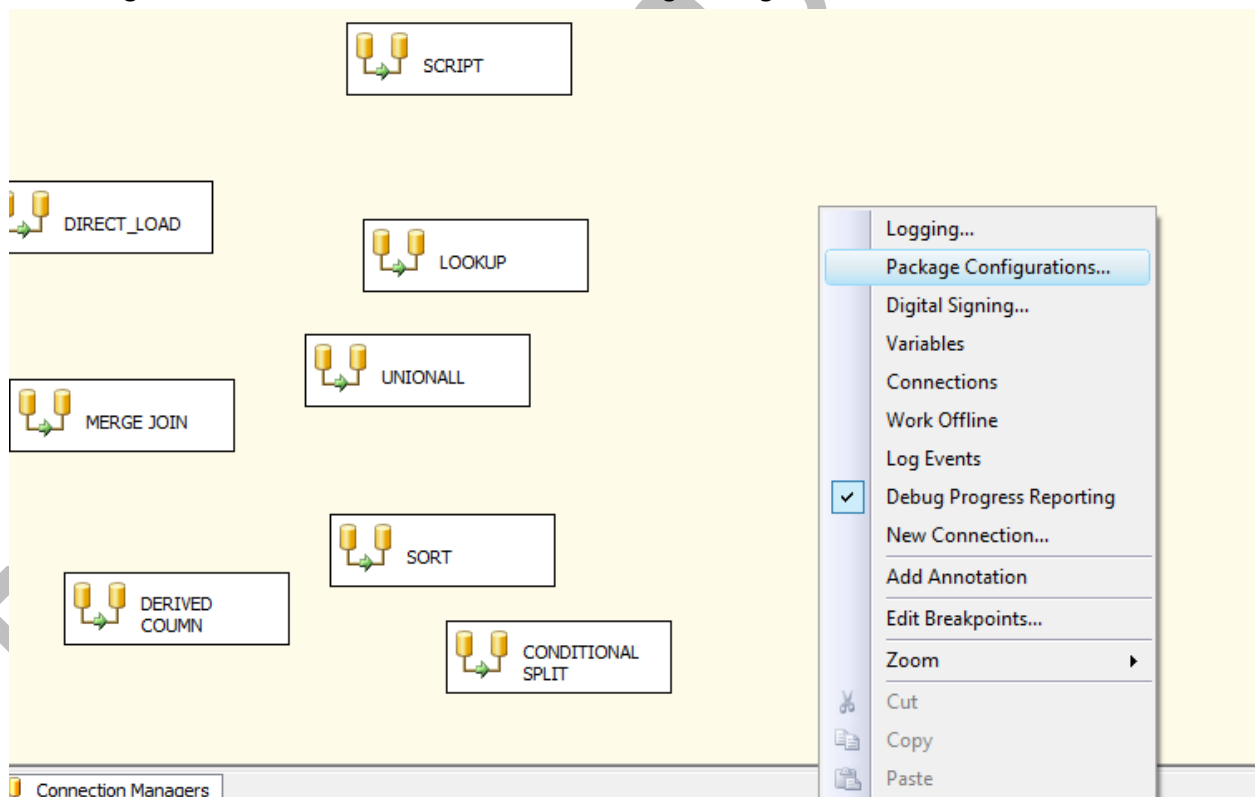 SCRIPT
DIRECT_LOAD
LOOKUP
UNIONALL
MERGE JOIN
SORT
DERIVED
COUMN
CONDITIONAL
SPLIT
Logging...
Package Configurations...
Digital Signing...
Variables
Connections
Work Offline
Log Events
Debug Progress Reporting
New Connection...
Add Annotation
Edit Breakpoints...
Zoom
Cut
Copy
Paste
Connection Managers